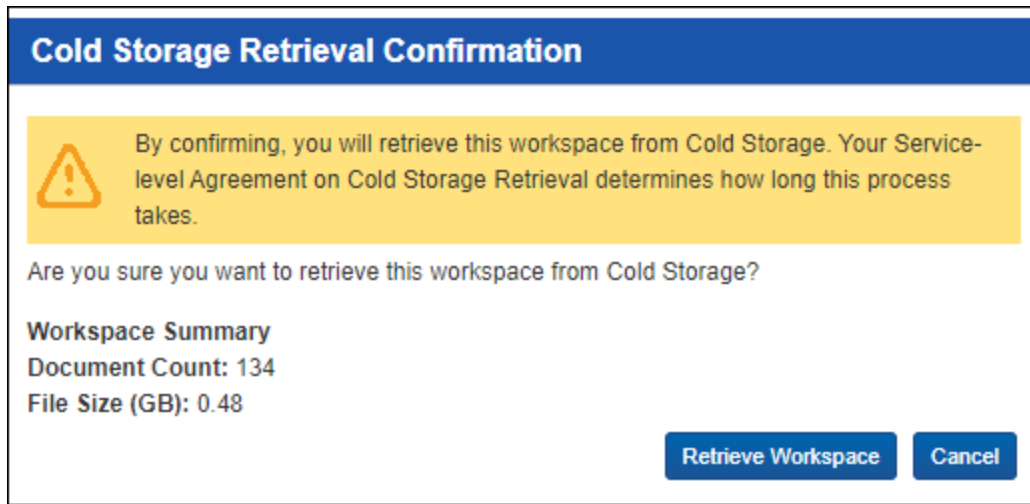 Cold Storage Retrieval Confirmation
By confirming, you will retrieve this workspace from Cold Storage. Your Service-
level Agreement on Cold Storage Retrieval determines how long this process
takes.
Are you sure you want to retrieve this workspace from Cold Storage?
Workspace Summary
Document Count: 134
File Size (GB): 0.48
Retrieve Workspace Cancel